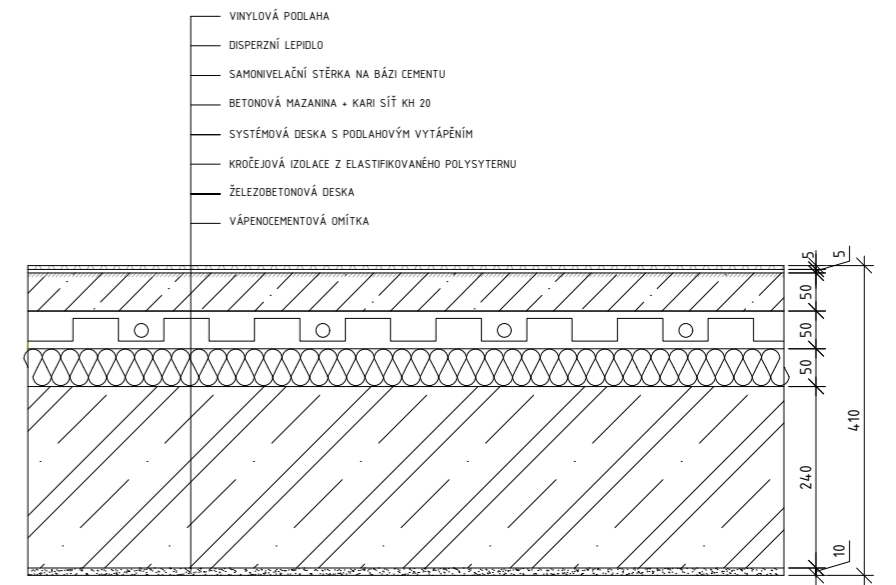 VINYLOVÁ PODLAHA
DISPERZNÍ LEPIDLO
SAMONIVELAČNÍ STĚRKA NA BÁZI CEMENTU
BETONOVÁ MAZANINA + KARI SÍŤ KH 20
SYSTÉMOVÁ DESKA S PODLAHOVÝM VYTÁPĚNÍM
KROČEJOVÁ IZOLACE Z ELASTIFIKOVANÉHO POLYSYTERNU
ŽELEZOBETONOVÁ DESKA
VÁPENOCEMENTOVÁ OMÍTKA
5
5
50
50
50
410
240
10